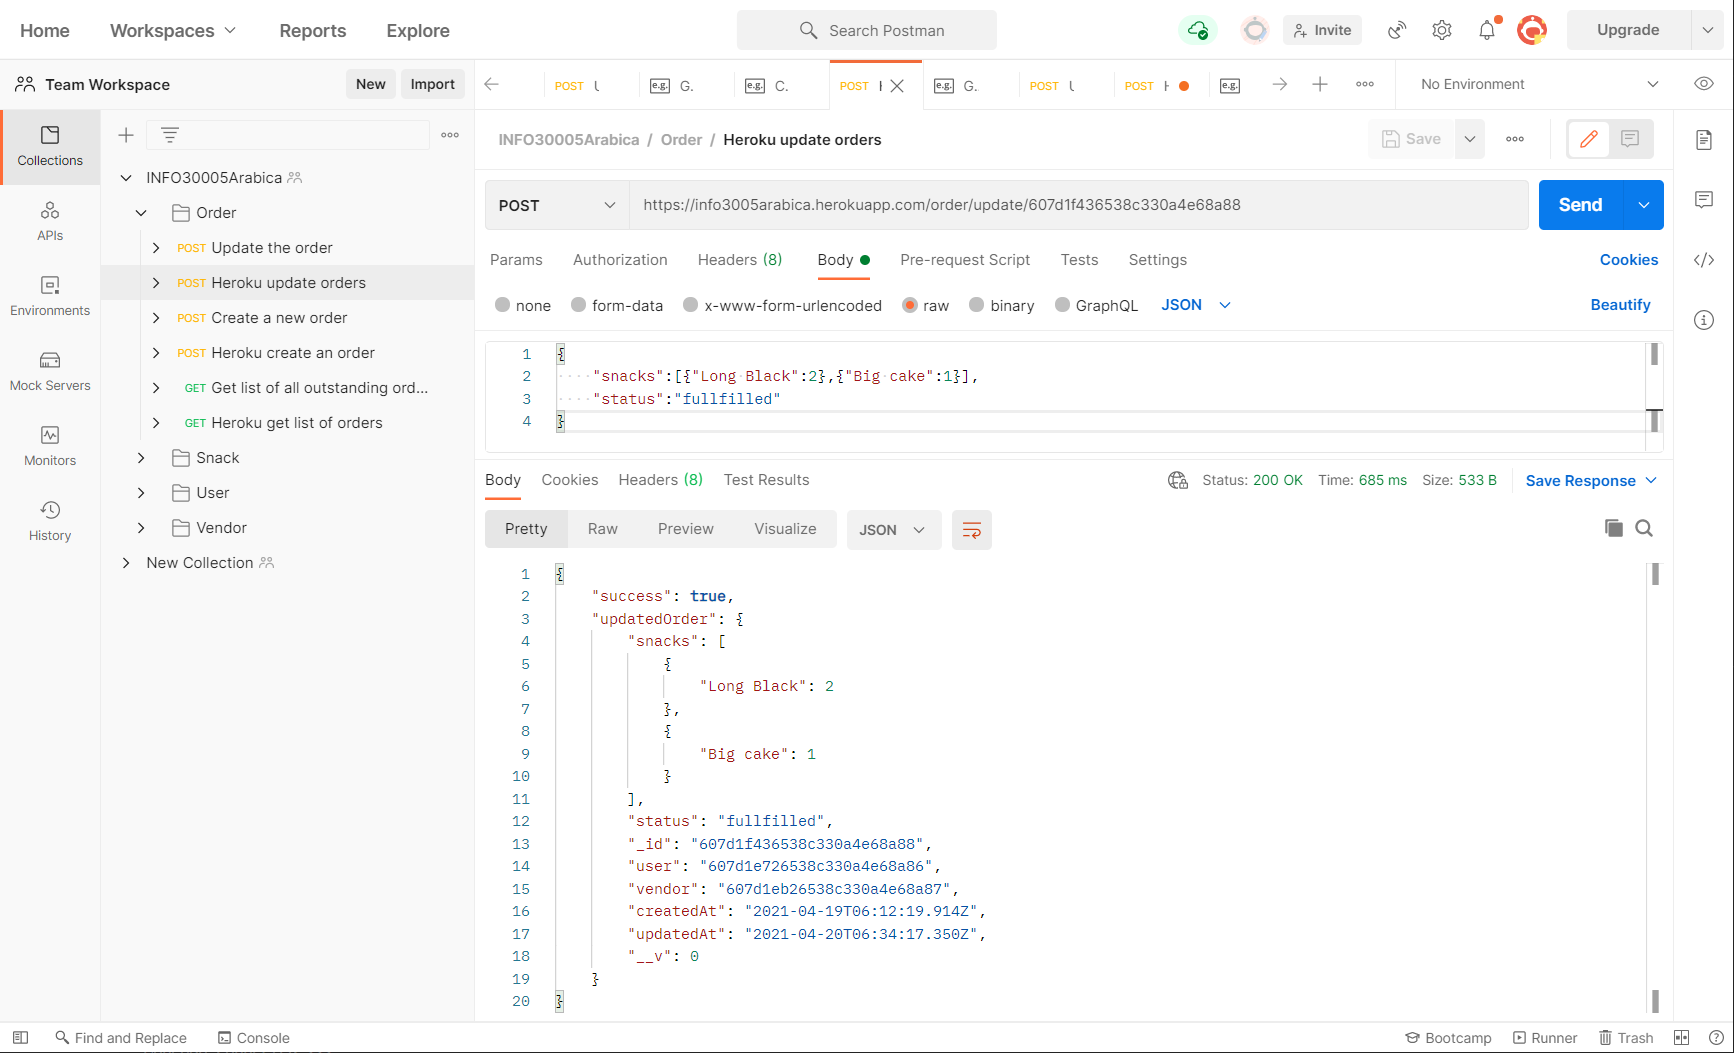 Home Workspaces Reports Explore Search Postman Invite Upgrade
Team Workspace New Import
POST e.g. G. e.g. C. POST e.g. G. POST POST e.g. No Environment
Collections
APIs
Environments
Mock Servers
Monitors
History
INFO30005Arabica
Order
POST Update the order
POST Heroku update orders
POST Create a new order
POST Heroku create an order
GET Get list of all outstanding ord...
GET Heroku get list of orders
Snack
User
Vendor
New Collection
INFO30005Arabica / Order / Heroku update orders Save
POST https://info3005arabica.herokuapp.com/order/update/607d1f436538c330a4e68a88 Send
Params Authorization Headers (8) Body Pre-request Script Tests Settings Cookies
none form-data x-www-form-urlencoded raw binary GraphQL JSON Beautify
1 {
2 ····"snacks":[{"Long·Black":2},{"Big·cake":1}],
3 ····"status":"fullfilled"
4 }
Body Cookies Headers (8) Test Results Status: 200 OK Time: 685 ms Size: 533 B Save Response
Pretty Raw Preview Visualize JSON
1 {
2 "success": true,
3 "updatedOrder": {
4 "snacks": [
5 {
6 "Long Black": 2
7 },
8 {
9 "Big cake": 1
10 }
11 ],
12 "status": "fullfilled",
13 "_id": "607d1f436538c330a4e68a88",
14 "user": "607d1e726538c330a4e68a86",
15 "vendor": "607d1eb26538c330a4e68a87",
16 "createdAt": "2021-04-19T06:12:19.914Z",
17 "updatedAt": "2021-04-20T06:34:17.350Z",
18 "__v": 0
19 }
20 }
Find and Replace Console Bootcamp Runner Trash